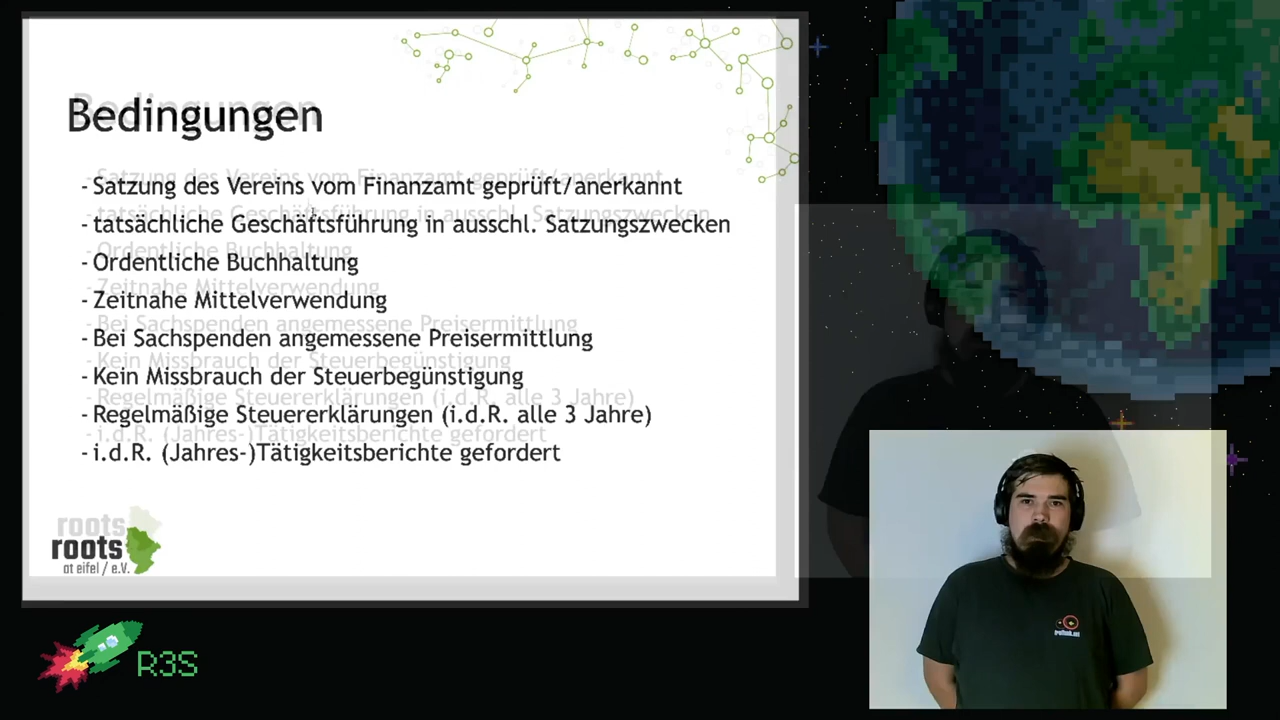 Bedingungen
- Satzung des Vereins vom Finanzamt geprüft/anerkannt
- tatsächliche Geschäftsführung in ausschl. Satzungszwecken
- Ordentliche Buchhaltung
- Zeitnahe Mittelverwendung
- Bei Sachspenden angemessene Preisermittlung
- Kein Missbrauch der Steuerbegünstigung
- Regelmäßige Steuererklärungen (i.d.R. alle 3 Jahre)
- i.d.R. (Jahres-)Tätigkeitsberichte gefordert
roots
at eifel / e.V.
R3S